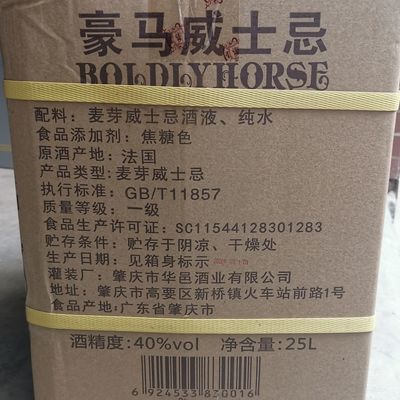 豪马威士忌
BOLDLYHORSE
配料：麦芽威士忌酒液、纯水
食品添加剂：焦糖色
原酒产地：法国
产品类型：麦芽威士忌
执行标准：GB/T11857
质量等级：一级
食品生产许可证：SC11544128301283
贮存条件：贮存于阴凉、干燥处
生产日期：见箱身标示
灌装厂：肇庆市华邑酒业有限公司
地址：肇庆市高要区新桥镇火车站前路1号
产地：广东省肇庆市
酒精度:40%vol 净含量:25L
6 924533 830016